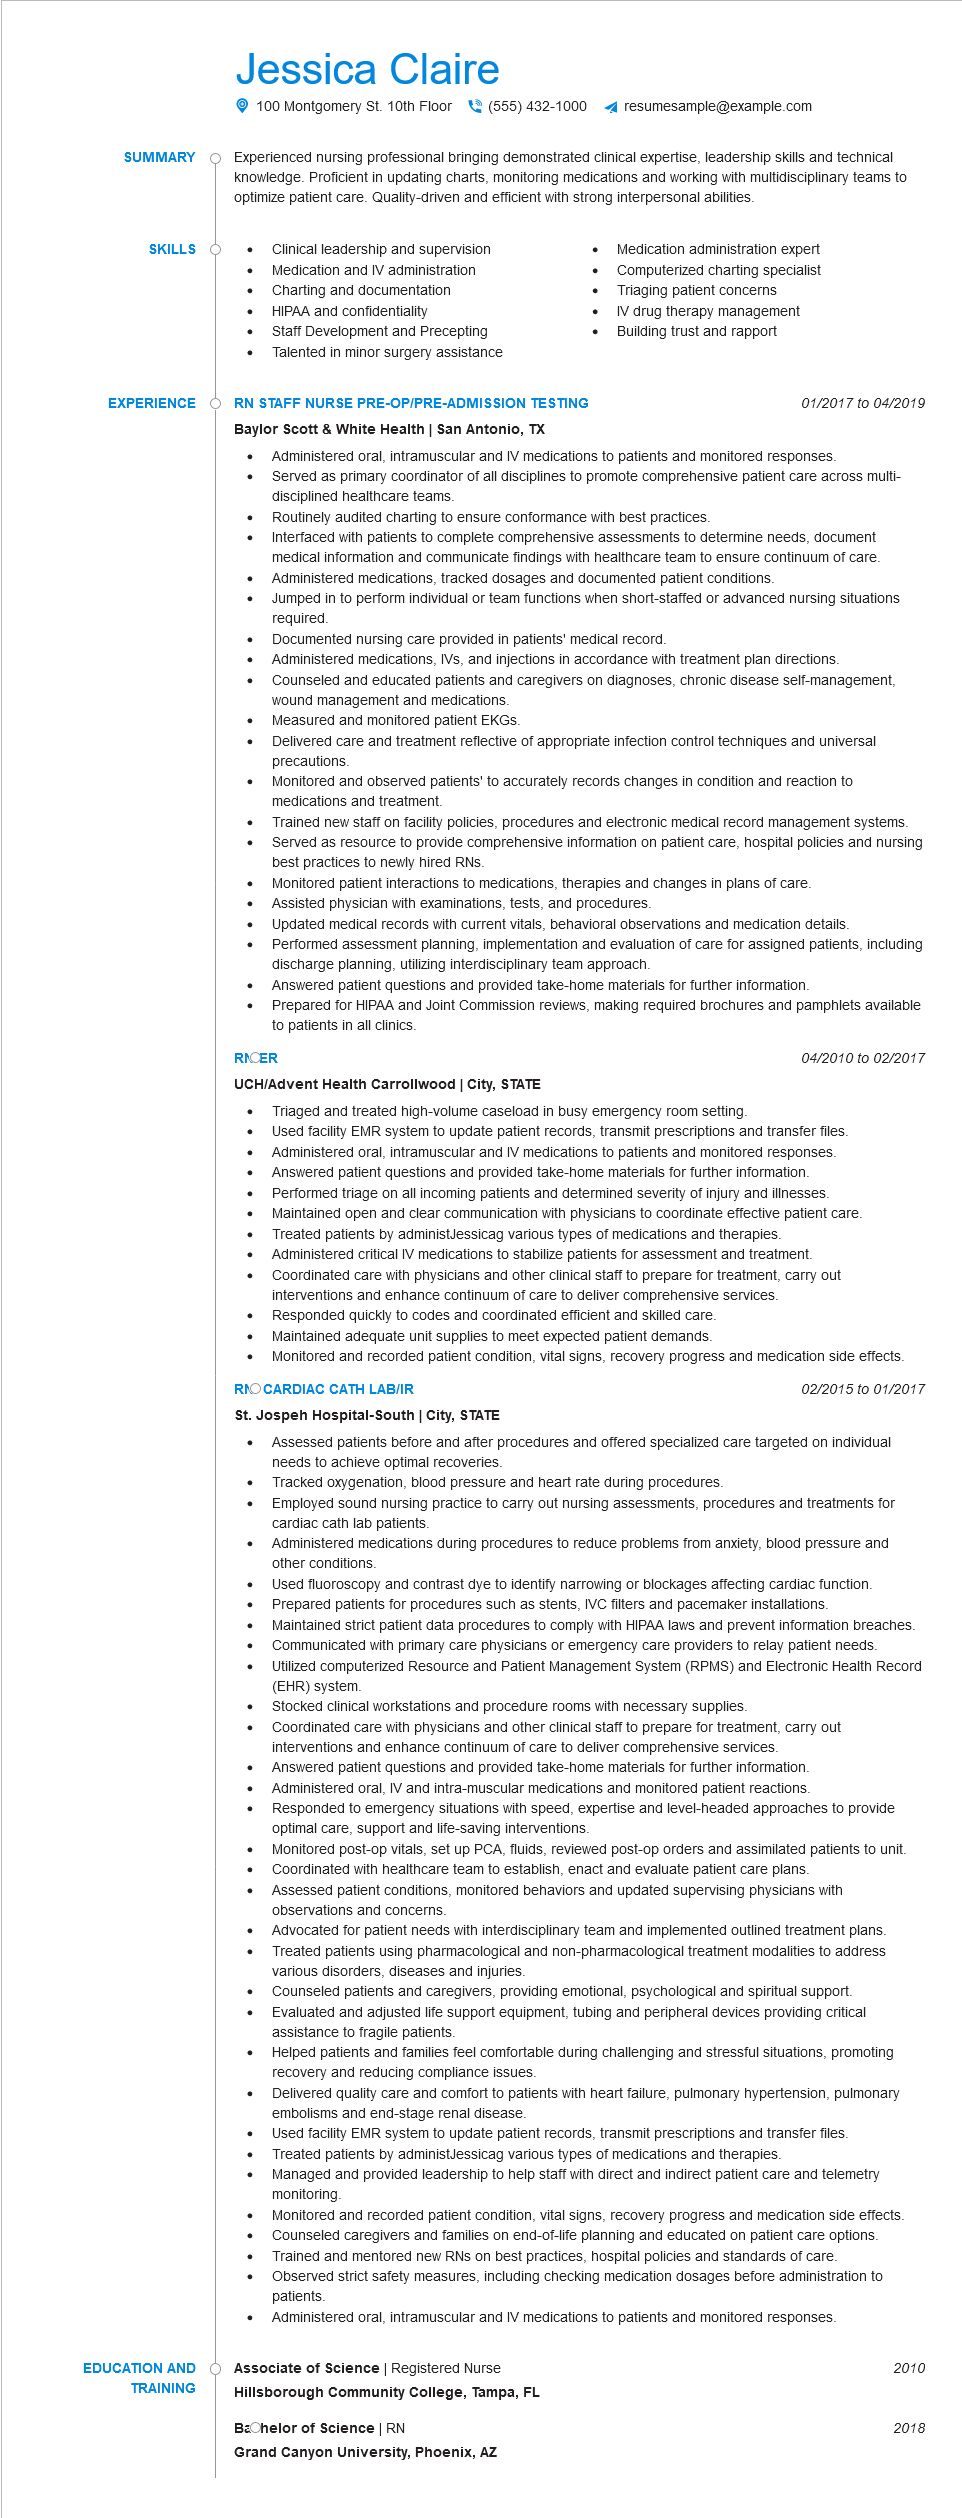 Jessica Claire
100 Montgomery St. 10th Floor (555) 432-1000 resumesample@example.com
SUMMARY
Experienced nursing professional bringing demonstrated clinical expertise, leadership skills and technical
knowledge. Proficient in updating charts, monitoring medications and working with multidisciplinary teams to
optimize patient care. Quality-driven and efficient with strong interpersonal abilities.
SKILLS
Clinical leadership and supervision
Medication and IV administration
Charting and documentation
HIPAA and confidentiality
Staff Development and Precepting
Talented in minor surgery assistance
Medication administration expert
Computerized charting specialist
Triaging patient concerns
IV drug therapy management
Building trust and rapport
EXPERIENCE
RN STAFF NURSE PRE-OP/PRE-ADMISSION TESTING 01/2017 to 04/2019
Baylor Scott & White Health | San Antonio, TX
Administered oral, intramuscular and IV medications to patients and monitored responses.
Served as primary coordinator of all disciplines to promote comprehensive patient care across multi-
disciplined healthcare teams.
Routinely audited charting to ensure conformance with best practices.
Interfaced with patients to complete comprehensive assessments to determine needs, document
medical information and communicate findings with healthcare team to ensure continuum of care.
Administered medications, tracked dosages and documented patient conditions.
Jumped in to perform individual or team functions when short-staffed or advanced nursing situations
required.
Documented nursing care provided in patients' medical record.
Administered medications, IVs, and injections in accordance with treatment plan directions.
Counseled and educated patients and caregivers on diagnoses, chronic disease self-management,
wound management and medications.
Measured and monitored patient EKGs.
Delivered care and treatment reflective of appropriate infection control techniques and universal
precautions.
Monitored and observed patients' to accurately records changes in condition and reaction to
medications and treatment.
Trained new staff on facility policies, procedures and electronic medical record management systems.
Served as resource to provide comprehensive information on patient care, hospital policies and nursing
best practices to newly hired RNs.
Monitored patient interactions to medications, therapies and changes in plans of care.
Assisted physician with examinations, tests, and procedures.
Updated medical records with current vitals, behavioral observations and medication details.
Performed assessment planning, implementation and evaluation of care for assigned patients, including
discharge planning, utilizing interdisciplinary team approach.
Answered patient questions and provided take-home materials for further information.
Prepared for HIPAA and Joint Commission reviews, making required brochures and pamphlets available
to patients in all clinics.
RN ER 04/2010 to 02/2017
UCH/Advent Health Carrollwood | City, STATE
Triaged and treated high-volume caseload in busy emergency room setting.
Used facility EMR system to update patient records, transmit prescriptions and transfer files.
Administered oral, intramuscular and IV medications to patients and monitored responses.
Answered patient questions and provided take-home materials for further information.
Performed triage on all incoming patients and determined severity of injury and illnesses.
Maintained open and clear communication with physicians to coordinate effective patient care.
Treated patients by administJessicag various types of medications and therapies.
Administered critical IV medications to stabilize patients for assessment and treatment.
Coordinated care with physicians and other clinical staff to prepare for treatment, carry out
interventions and enhance continuum of care to deliver comprehensive services.
Responded quickly to codes and coordinated efficient and skilled care.
Maintained adequate unit supplies to meet expected patient demands.
Monitored and recorded patient condition, vital signs, recovery progress and medication side effects.
RN CARDIAC CATH LAB/IR 02/2015 to 01/2017
St. Jospeh Hospital-South | City, STATE
Assessed patients before and after procedures and offered specialized care targeted on individual
needs to achieve optimal recoveries.
Tracked oxygenation, blood pressure and heart rate during procedures.
Employed sound nursing practice to carry out nursing assessments, procedures and treatments for
cardiac cath lab patients.
Administered medications during procedures to reduce problems from anxiety, blood pressure and
other conditions.
Used fluoroscopy and contrast dye to identify narrowing or blockages affecting cardiac function.
Prepared patients for procedures such as stents, IVC filters and pacemaker installations.
Maintained strict patient data procedures to comply with HIPAA laws and prevent information breaches.
Communicated with primary care physicians or emergency care providers to relay patient needs.
Utilized computerized Resource and Patient Management System (RPMS) and Electronic Health Record
(EHR) system.
Stocked clinical workstations and procedure rooms with necessary supplies.
Coordinated care with physicians and other clinical staff to prepare for treatment, carry out
interventions and enhance continuum of care to deliver comprehensive services.
Answered patient questions and provided take-home materials for further information.
Administered oral, IV and intra-muscular medications and monitored patient reactions.
Responded to emergency situations with speed, expertise and level-headed approaches to provide
optimal care, support and life-saving interventions.
Monitored post-op vitals, set up PCA, fluids, reviewed post-op orders and assimilated patients to unit.
Coordinated with healthcare team to establish, enact and evaluate patient care plans.
Assessed patient conditions, monitored behaviors and updated supervising physicians with
observations and concerns.
Advocated for patient needs with interdisciplinary team and implemented outlined treatment plans.
Treated patients using pharmacological and non-pharmacological treatment modalities to address
various disorders, diseases and injuries.
Counseled patients and caregivers, providing emotional, psychological and spiritual support.
Evaluated and adjusted life support equipment, tubing and peripheral devices providing critical
assistance to fragile patients.
Helped patients and families feel comfortable during challenging and stressful situations, promoting
recovery and reducing compliance issues.
Delivered quality care and comfort to patients with heart failure, pulmonary hypertension, pulmonary
embolisms and end-stage renal disease.
Used facility EMR system to update patient records, transmit prescriptions and transfer files.
Treated patients by administJessicag various types of medications and therapies.
Managed and provided leadership to help staff with direct and indirect patient care and telemetry
monitoring.
Monitored and recorded patient condition, vital signs, recovery progress and medication side effects.
Counseled caregivers and families on end-of-life planning and educated on patient care options.
Trained and mentored new RNs on best practices, hospital policies and standards of care.
Observed strict safety measures, including checking medication dosages before administration to
patients.
Administered oral, intramuscular and IV medications to patients and monitored responses.
EDUCATION AND
TRAINING
Associate of Science | Registered Nurse 2010
Hillsborough Community College, Tampa, FL
Bachelor of Science | RN 2018
Grand Canyon University, Phoenix, AZ